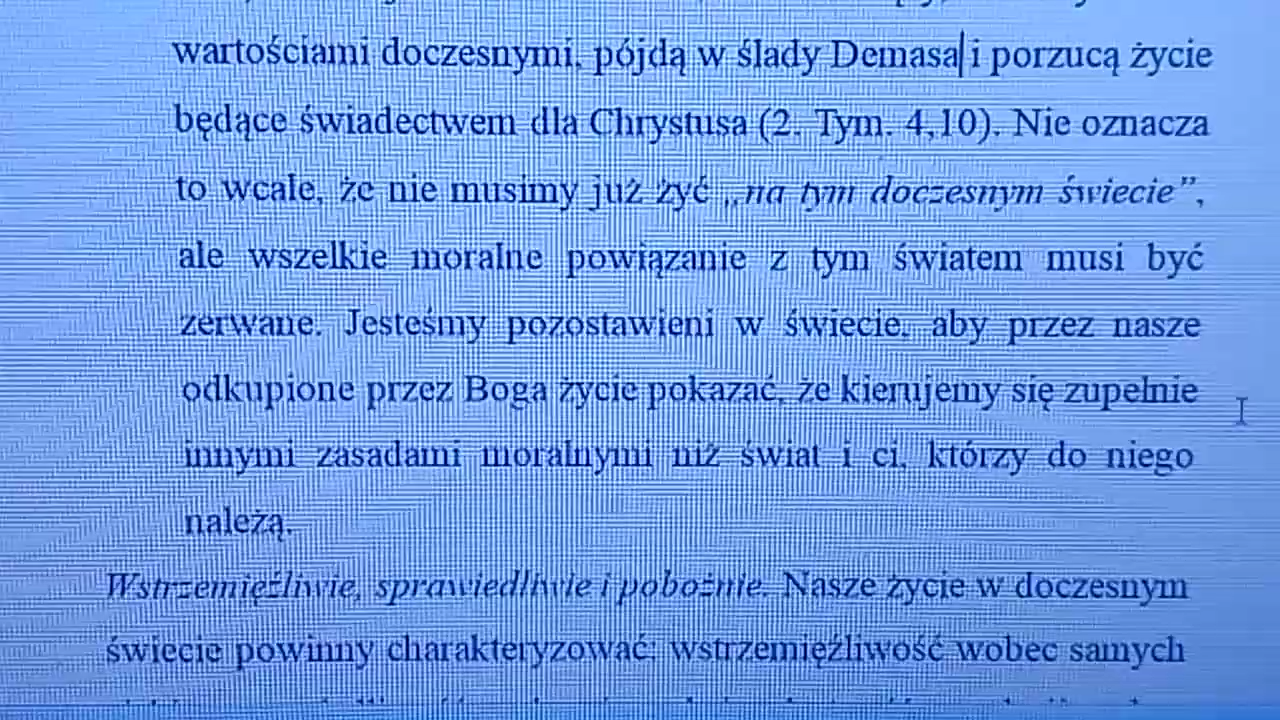 wartościami doczesnymi, pójdą w ślady Demasa i porzucą życie
będące świadectwem dla Chrystusa (2. Tym. 4,10). Nie oznacza
to wcale, że nie musimy już żyć „na tym doczesnym świecie”,
ale wszelkie moralne powiązanie z tym światem musi być
zerwane. Jesteśmy pozostawieni w świecie, aby przez nasze
odkupione przez Boga życie pokazać, że kierujemy się zupełnie
innymi zasadami moralnymi niż świat i ci, którzy do niego
należą.
Wstrzemięźliwie, sprawiedliwie i pobożnie. Nasze życie w doczesnym
świecie powinny charakteryzować: wstrzemięźliwość wobec samych